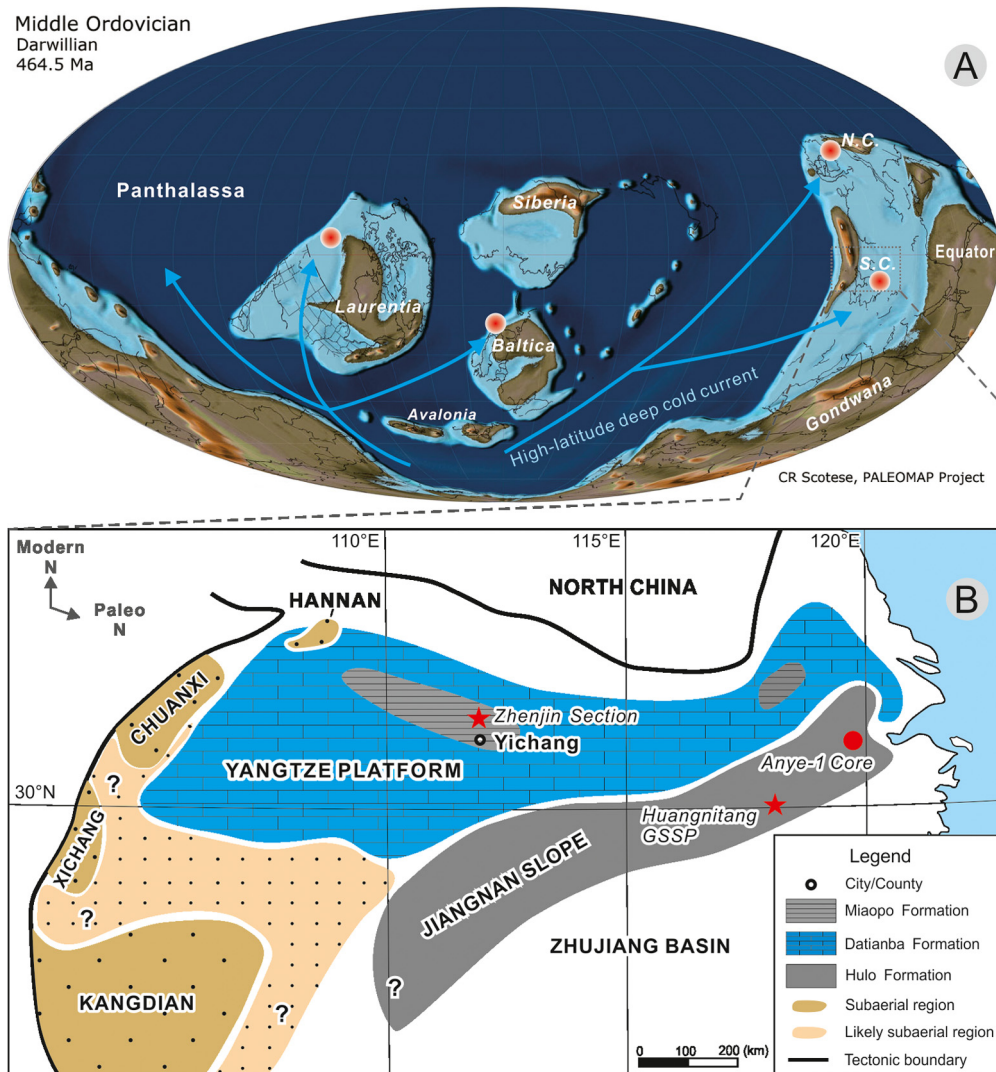 Middle Ordovician
Darwillian
464.5 Ma
A
N.C.
Panthalassa
Siberia
Equator
S.C.
Laurentia
Baltica
Avalonia
High-latitude deep cold current
Gondwana
CR Scotese, PALEOMAP Project
110°E
115°E
120°E
Modern
N
Paleo
N
B
NORTH CHINA
HANNAN
CHUANXI
Zhenjin Section
Yichang
YANGTZE PLATFORM
Anye-1 Core
?
30°N
Huangnitang
GSSP
XICHANG
JIANGNAN SLOPE
?
ZHUJIANG BASIN
KANGDIAN
?
?
Legend
City/County
Miaopo Formation
Datianba Formation
Hulo Formation
Subaerial region
Likely subaerial region
Tectonic boundary
0 100 200 (km)